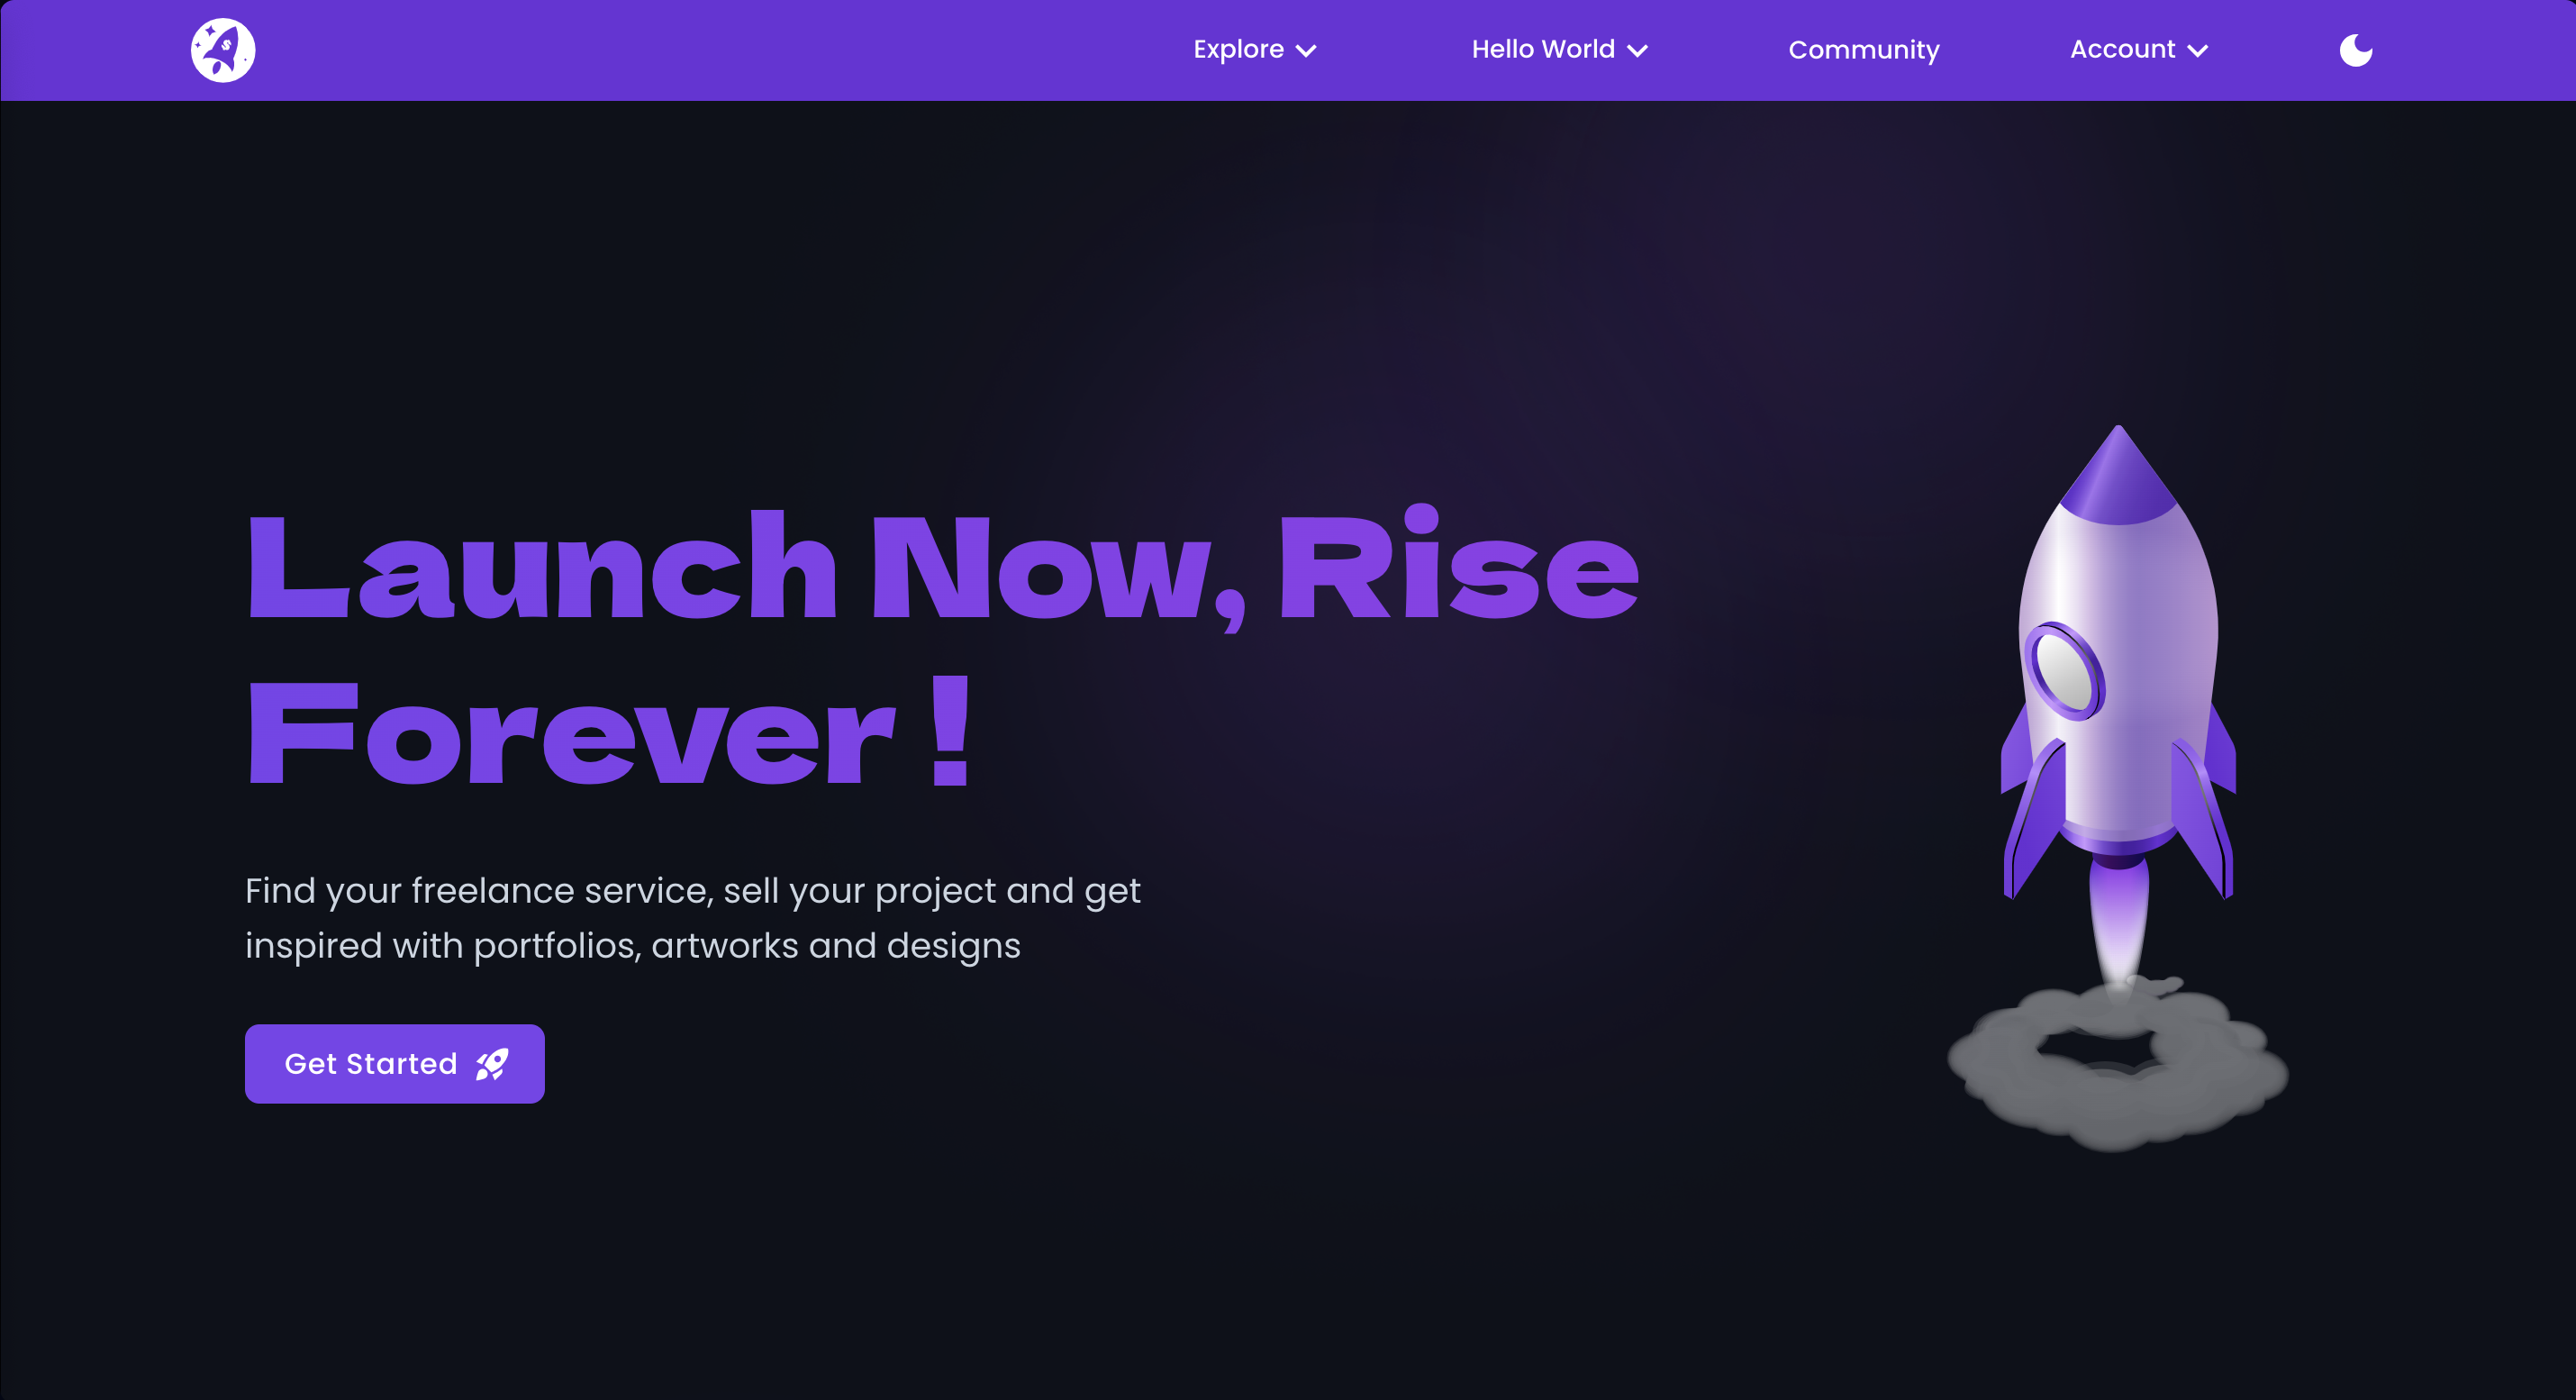 Explore
Hello World
Community
Account
Launch Now, Rise
Forever !
Find your freelance service, sell your project and get
inspired with portfolios, artworks and designs
Get Started